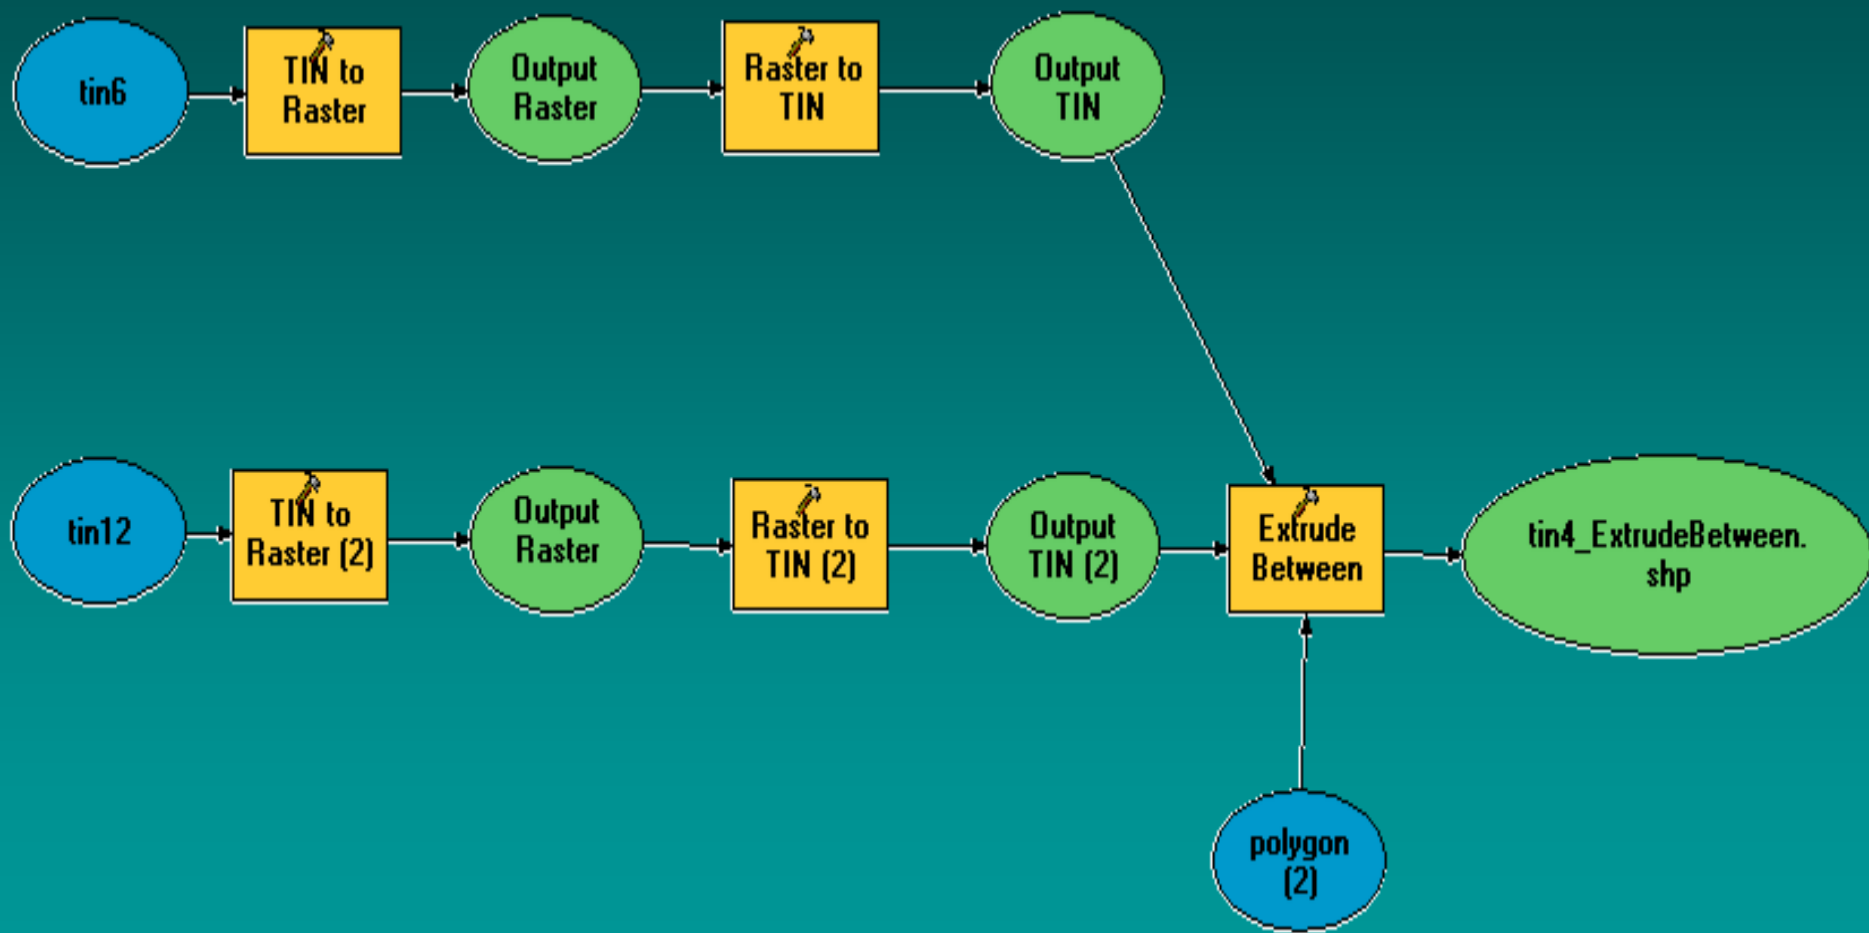 tin6
TIN to
Raster
Output
Raster
Raster to
TIN
Output
TIN
tin12
TIN to
Raster (2)
Output
Raster
Raster to
TIN (2)
Output
TIN (2)
Extrude
Between
tin4_ExtrudeBetween.
shp
polygon
(2)